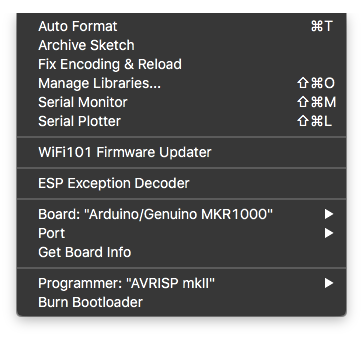 Auto Format ⌘T
Archive Sketch
Fix Encoding & Reload
Manage Libraries... ⇧⌘O
Serial Monitor ⇧⌘M
Serial Plotter ⇧⌘L
WiFi101 Firmware Updater
ESP Exception Decoder
Board: "Arduino/Genuino MKR1000" ▶
Port ▶
Get Board Info
Programmer: "AVRISP mkII" ▶
Burn Bootloader